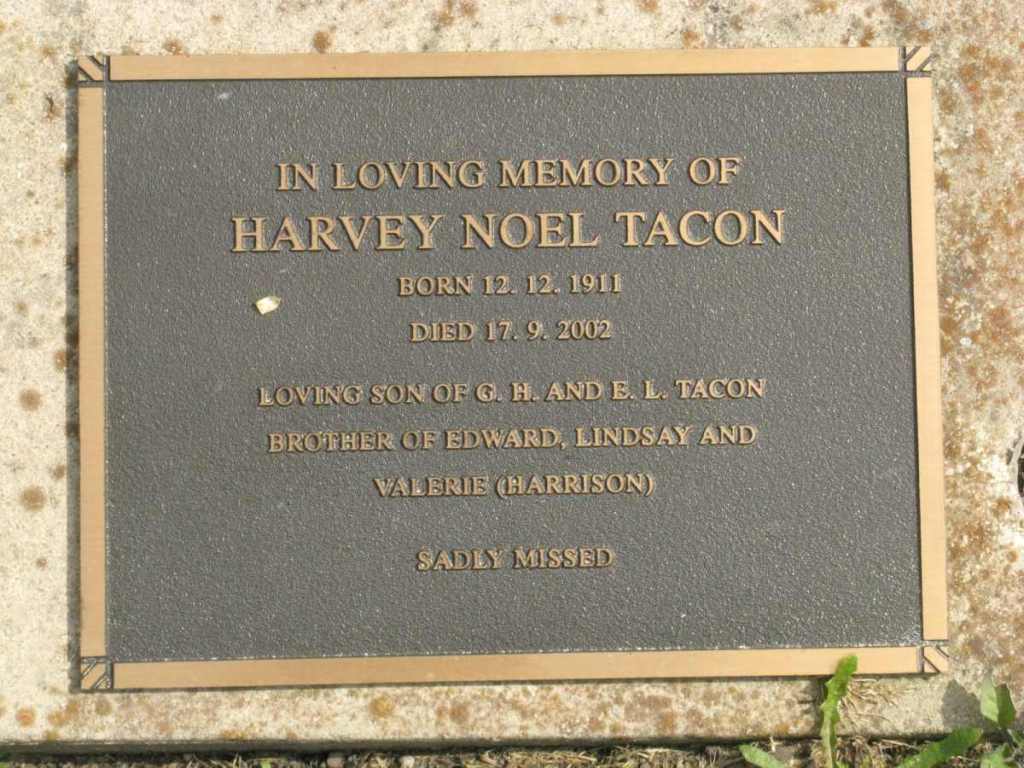 IN LOVING MEMORY OF
HARVEY NOEL TACON
BORN 12. 12. 1911
DIED 17. 9. 2002
LOVING SON OF G. H. AND E. L. TACON
BROTHER OF EDWARD, LINDSAY AND
VALERIE (HARRISON)
SADLY MISSED